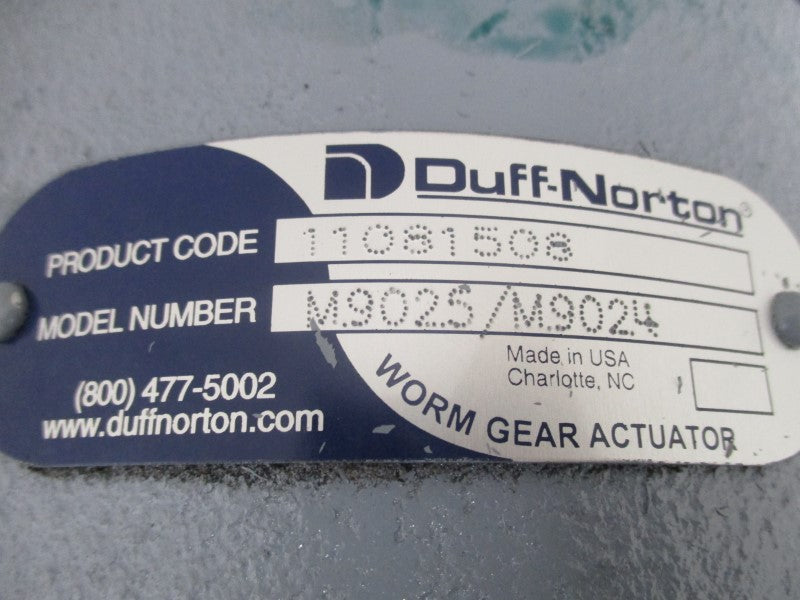 Duff-Norton®
PRODUCT CODE 11081508
MODEL NUMBER M9025/M9024
Made in USA
Charlotte, NC
(800) 477-5002
www.duffnorton.com
WORM GEAR ACTUATOR